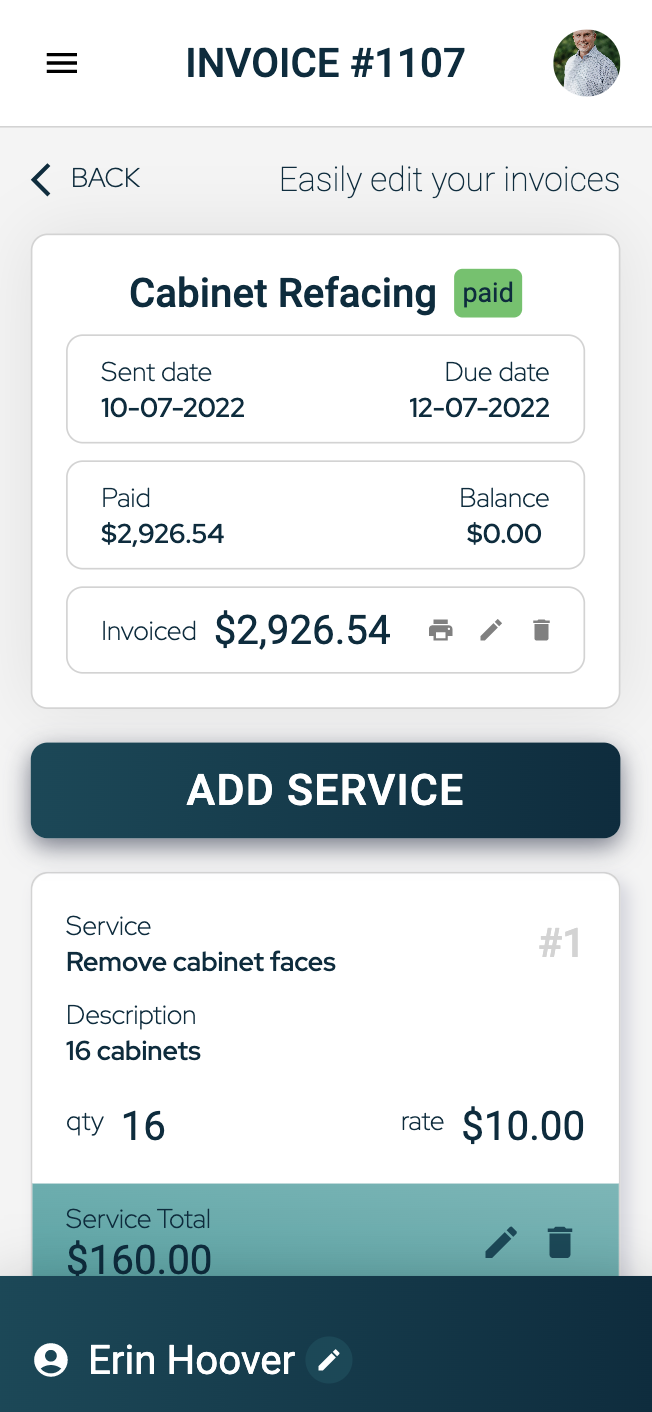 INVOICE #1107
BACK
Easily edit your invoices
Cabinet Refacing paid
Sent date Due date
10-07-2022 12-07-2022
Paid Balance
$2,926.54 $0.00
Invoiced $2,926.54
ADD SERVICE
Service
#1
Remove cabinet faces
Description
16 cabinets
qty 16 rate $10.00
Service Total
$160.00
Erin Hoover